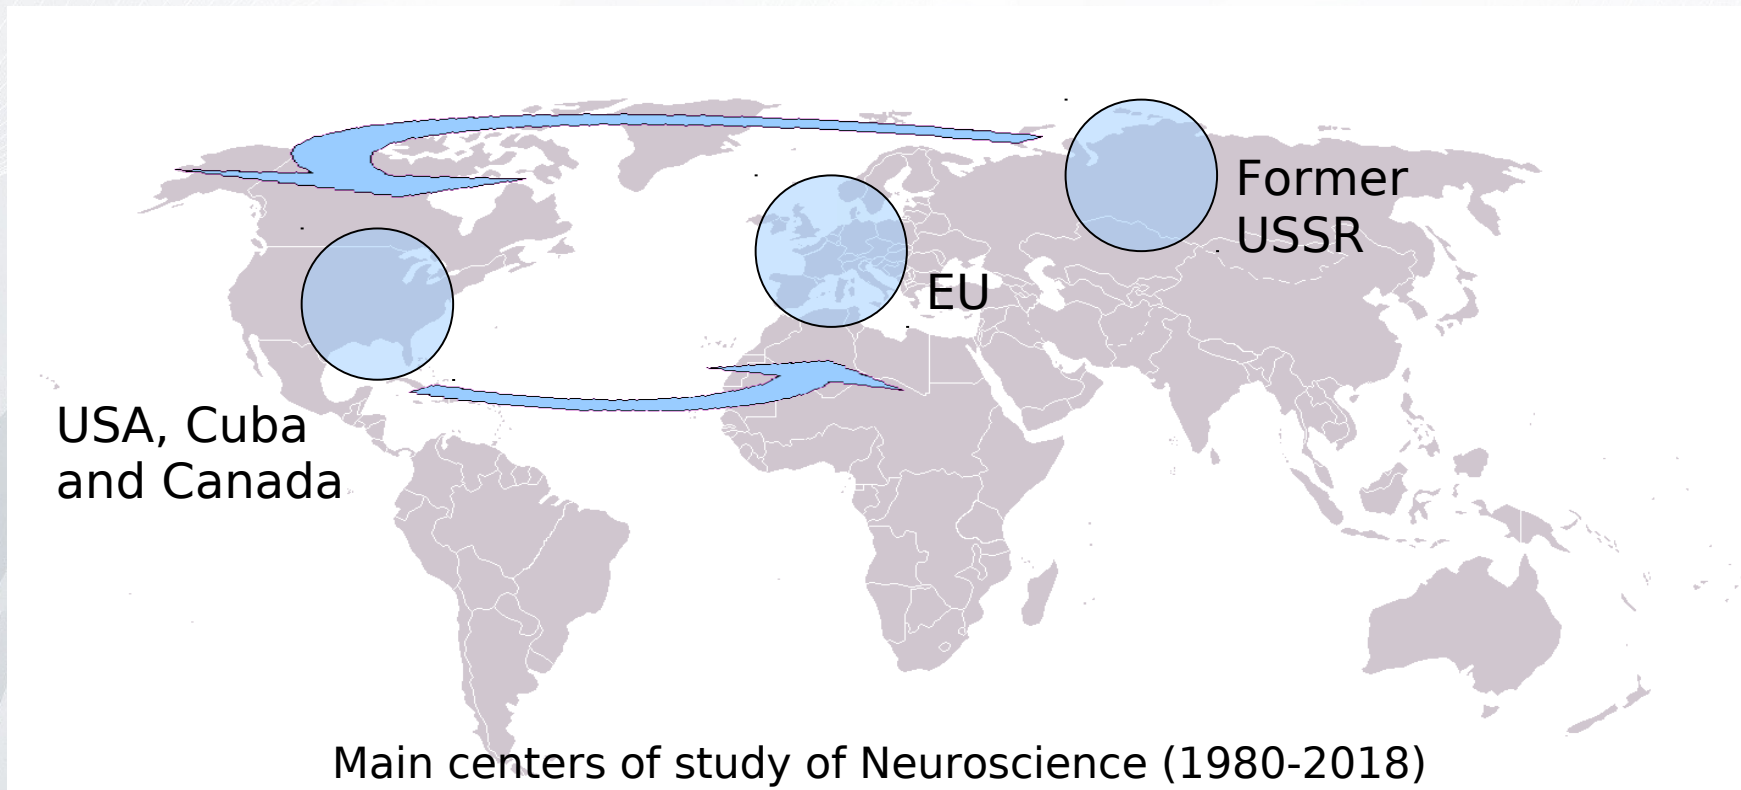 Former
USSR
EU
USA, Cuba
and Canada
Main centers of study of Neuroscience (1980-2018)